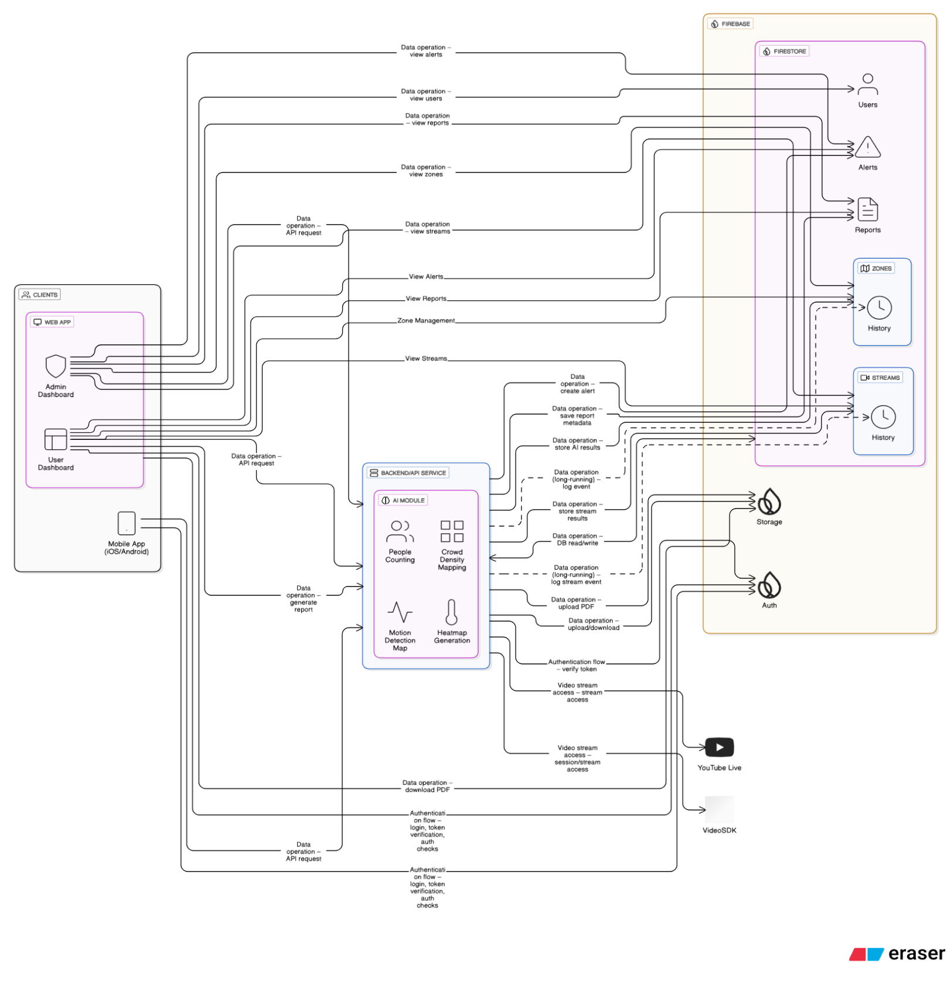 FIREBASE
FIRESTORE
Data operation –
view alerts
Data operation –
view users
Users
Data operation
– view reports
Alerts
Data operation –
view zones
Data
operation –
API request
Data operation
– view streams
Reports
ZONES
View Alerts
CLIENTS
View Reports
WEB APP
Zone Management
History
View Streams
Admin
Dashboard
Data
operation –
create alert
STREAMS
Data operation –
save report
metadata
History
User
Dashboard
Data operation –
API request
Data operation –
store AI results
BACKEND/API SERVICE
Data operation
(long-running) –
log event
AI MODULE
Data operation –
store stream
results
Storage
Mobile App
(iOS/Android)
People
Counting
Crowd
Density
Mapping
Data operation –
DB read/write
Data operation
(long-running) –
log stream event
Data
operation –
generate
report
Data operation –
upload PDF
Auth
Data operation –
upload/download
Motion
Detection
Map
Heatmap
Generation
Authentication flow
– verify token
Video stream
access – stream
access
Video stream
access –
session/stream
access
YouTube Live
Data operation –
download PDF
Authenticati
on flow –
login, token
verification,
auth
checks
VideoSDK
Data
operation –
API request
Authenticati
on flow –
login, token
verification,
auth
checks
eraser